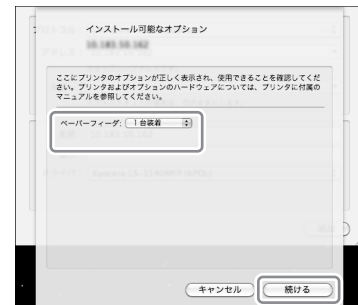 インストール可能なオプション
10.183.50.162
ここにプリンタのオプションが正しく表示され、使用できることを確認してくだ
さい。プリンタおよびオプションのハードウェアについては、プリンタに付属の
マニュアルを参照してください。
ペーパーフィーダ: 1 台装着
キャンセル
続ける